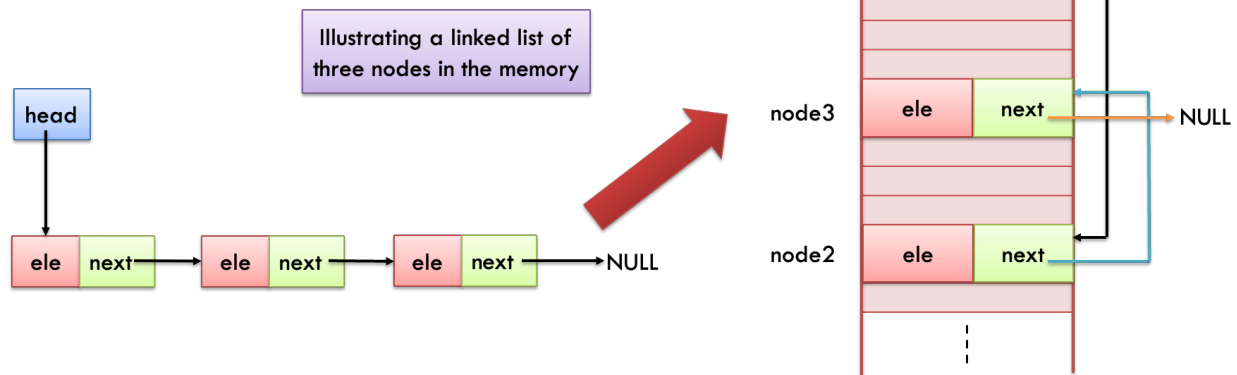 Illustrating a linked list of
three nodes in the memory
head
ele next ele next ele next NULL
node3 ele next NULL
node2 ele next